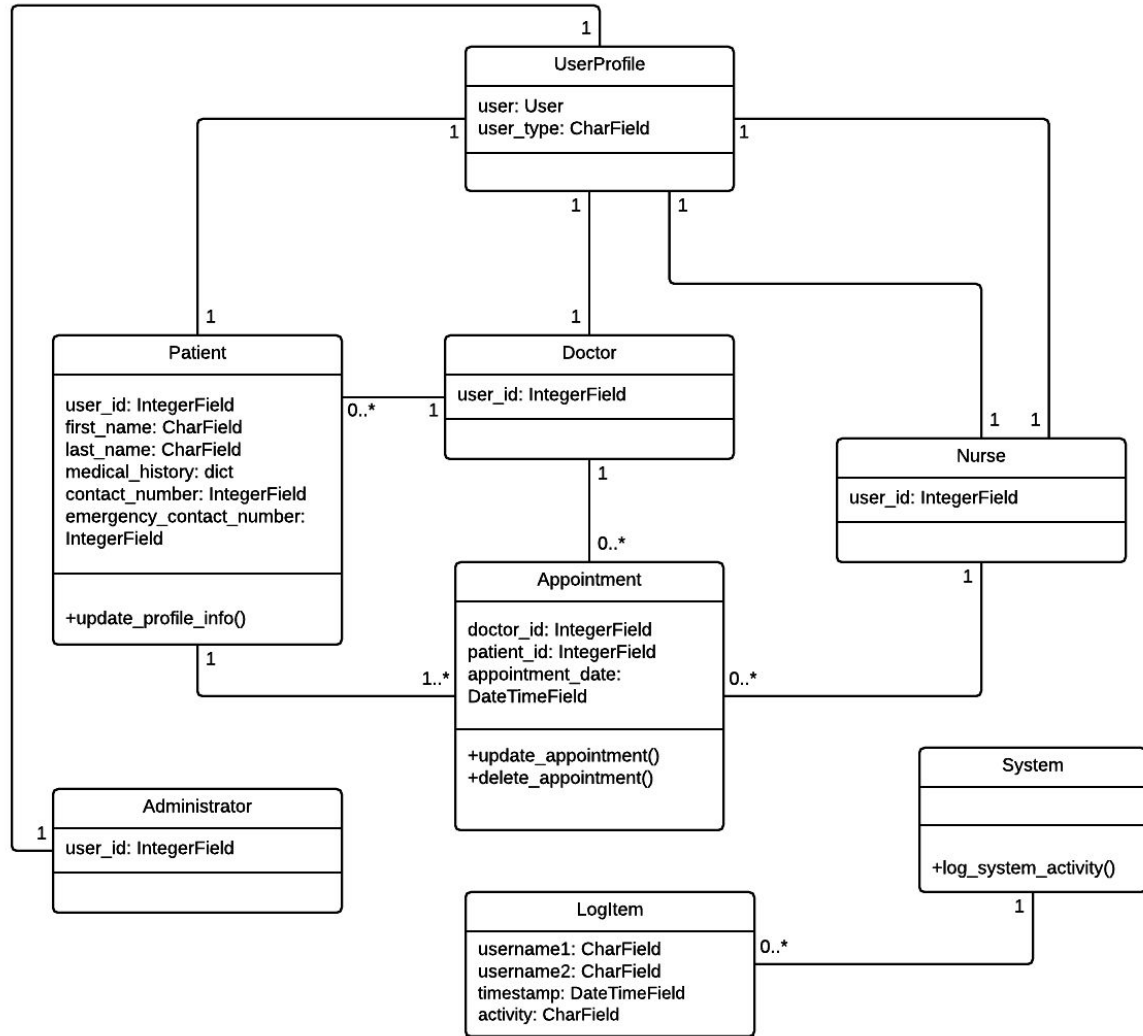 1
UserProfile
user: User
user_type: CharField
1
1
1
1
1
1
1
1
Patient
user_id: IntegerField
first_name: CharField
last_name: CharField
medical_history: dict
contact_number: IntegerField
emergency_contact_number:
IntegerField
+update_profile_info()
0..*
1
Doctor
user_id: IntegerField
1
1
Nurse
user_id: IntegerField
1
0..*
1
Appointment
doctor_id: IntegerField
patient_id: IntegerField
appointment_date:
DateTimeField
+update_appointment()
+delete_appointment()
1..*
0..*
System
+log_system_activity()
1
Administrator
user_id: IntegerField
1
LogItem
username1: CharField
username2: CharField
timestamp: DateTimeField
activity: CharField
0..*